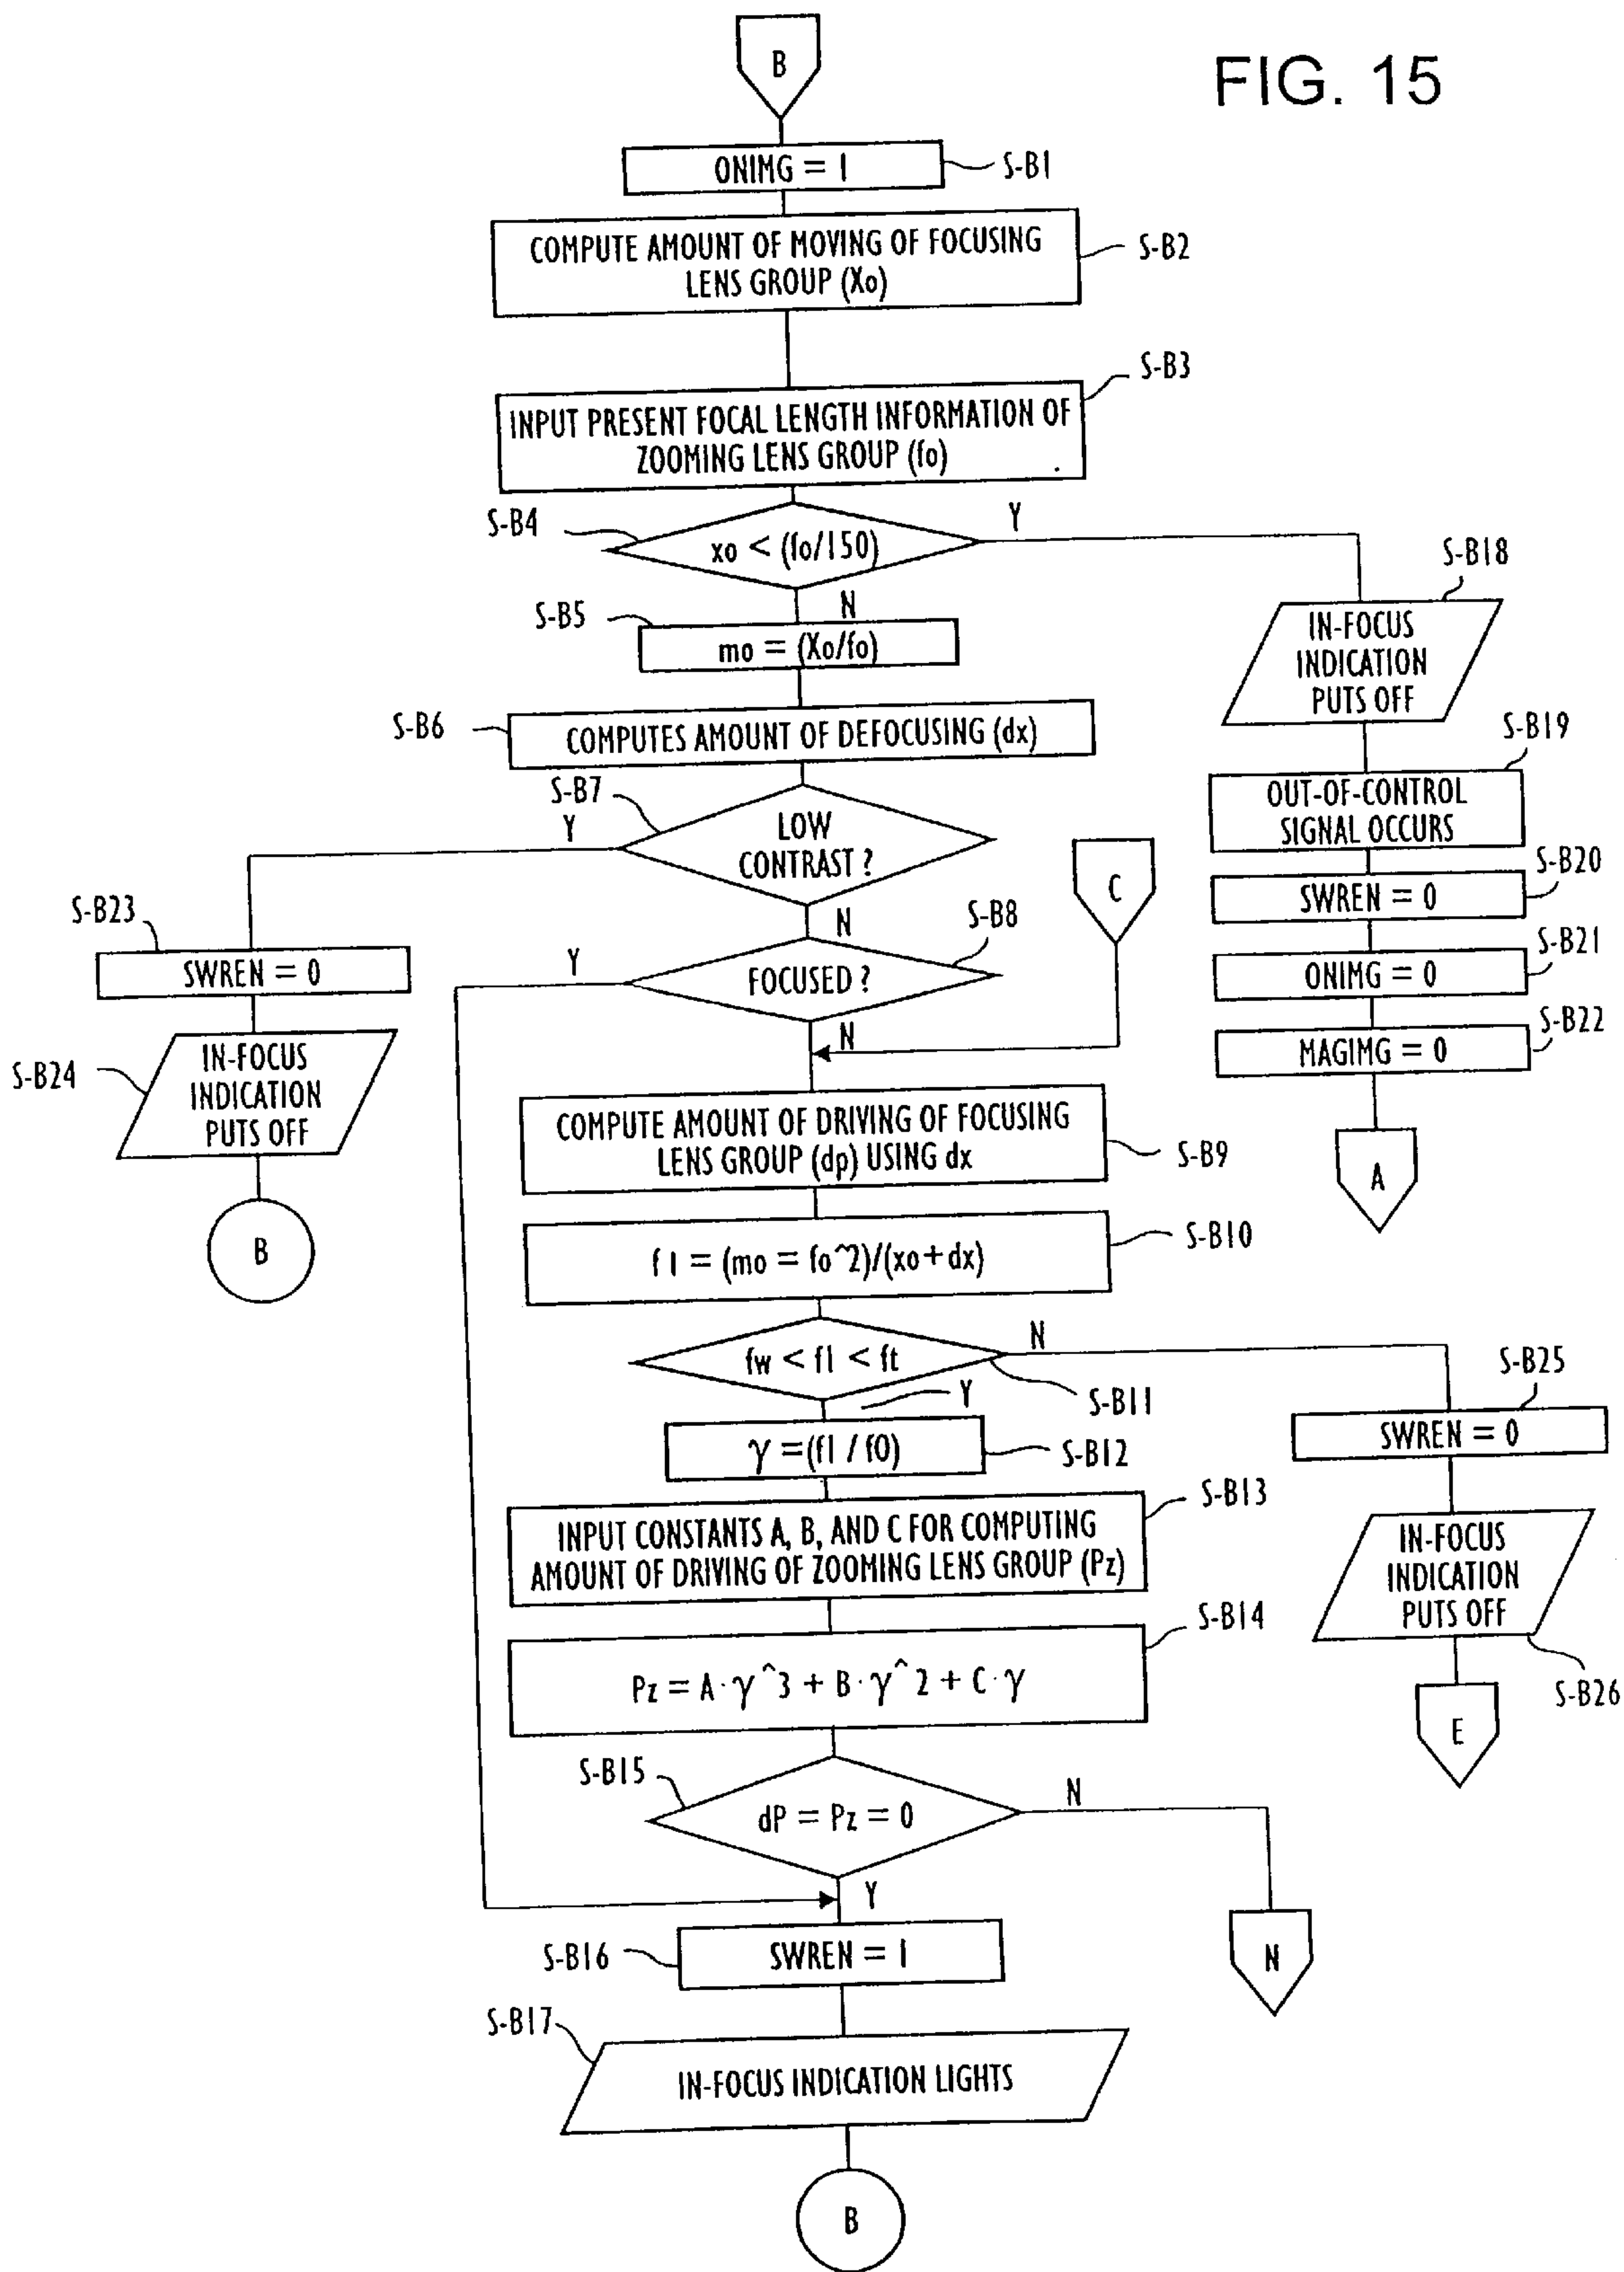 FIG. 15
B
ONIMG = 1
S-B1
COMPUTE AMOUNT OF MOVING OF FOCUSING
LENS GROUP (Xo)
S-B2
S-B3
INPUT PRESENT FOCAL LENGTH INFORMATION OF
ZOOMING LENS GROUP (fo)
S-B4
xo < (fo/150)
Y
N
S-B5
mo = (Xo/fo)
S-B18
IN-FOCUS
INDICATION
PUTS OFF
S-B6
COMPUTES AMOUNT OF DEFOCUSING (dx)
S-B19
OUT-OF-CONTROL
SIGNAL OCCURS
S-B7
Y
LOW
CONTRAST ?
N
C
S-B20
SWREN = 0
S-B23
SWREN = 0
S-B8
Y
FOCUSED ?
N
S-B21
ONIMG = 0
S-B22
MAGIMG = 0
A
S-B24
IN-FOCUS
INDICATION
PUTS OFF
B
COMPUTE AMOUNT OF DRIVING OF FOCUSING
LENS GROUP (dp) USING dx
S-B9
S-B10
f1 = (mo = fo^2)/(xo+dx)
fw < f1 < ft
N
S-B11
Y
γ =(f1 / f0)
S-B12
S-B25
SWREN = 0
S-B13
INPUT CONSTANTS A, B, AND C FOR COMPUTING
AMOUNT OF DRIVING OF ZOOMING LENS GROUP (Pz)
IN-FOCUS
INDICATION
PUTS OFF
S-B26
E
S-B14
Pz = A·γ^3 + B·γ^2 + C·γ
S-B15
dP = Pz = 0
N
Y
N
S-B16
SWREN = 1
S-B17
IN-FOCUS INDICATION LIGHTS
B